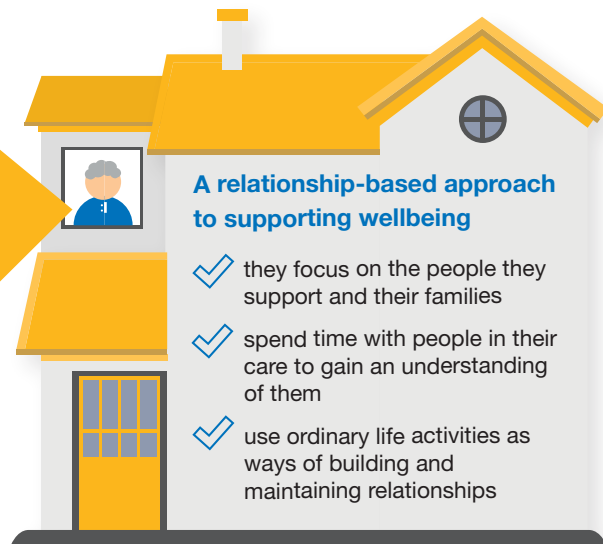 A relationship-based approach
to supporting wellbeing
they focus on the people they
support and their families
spend time with people in their
care to gain an understanding
of them
use ordinary life activities as
ways of building and
maintaining relationships